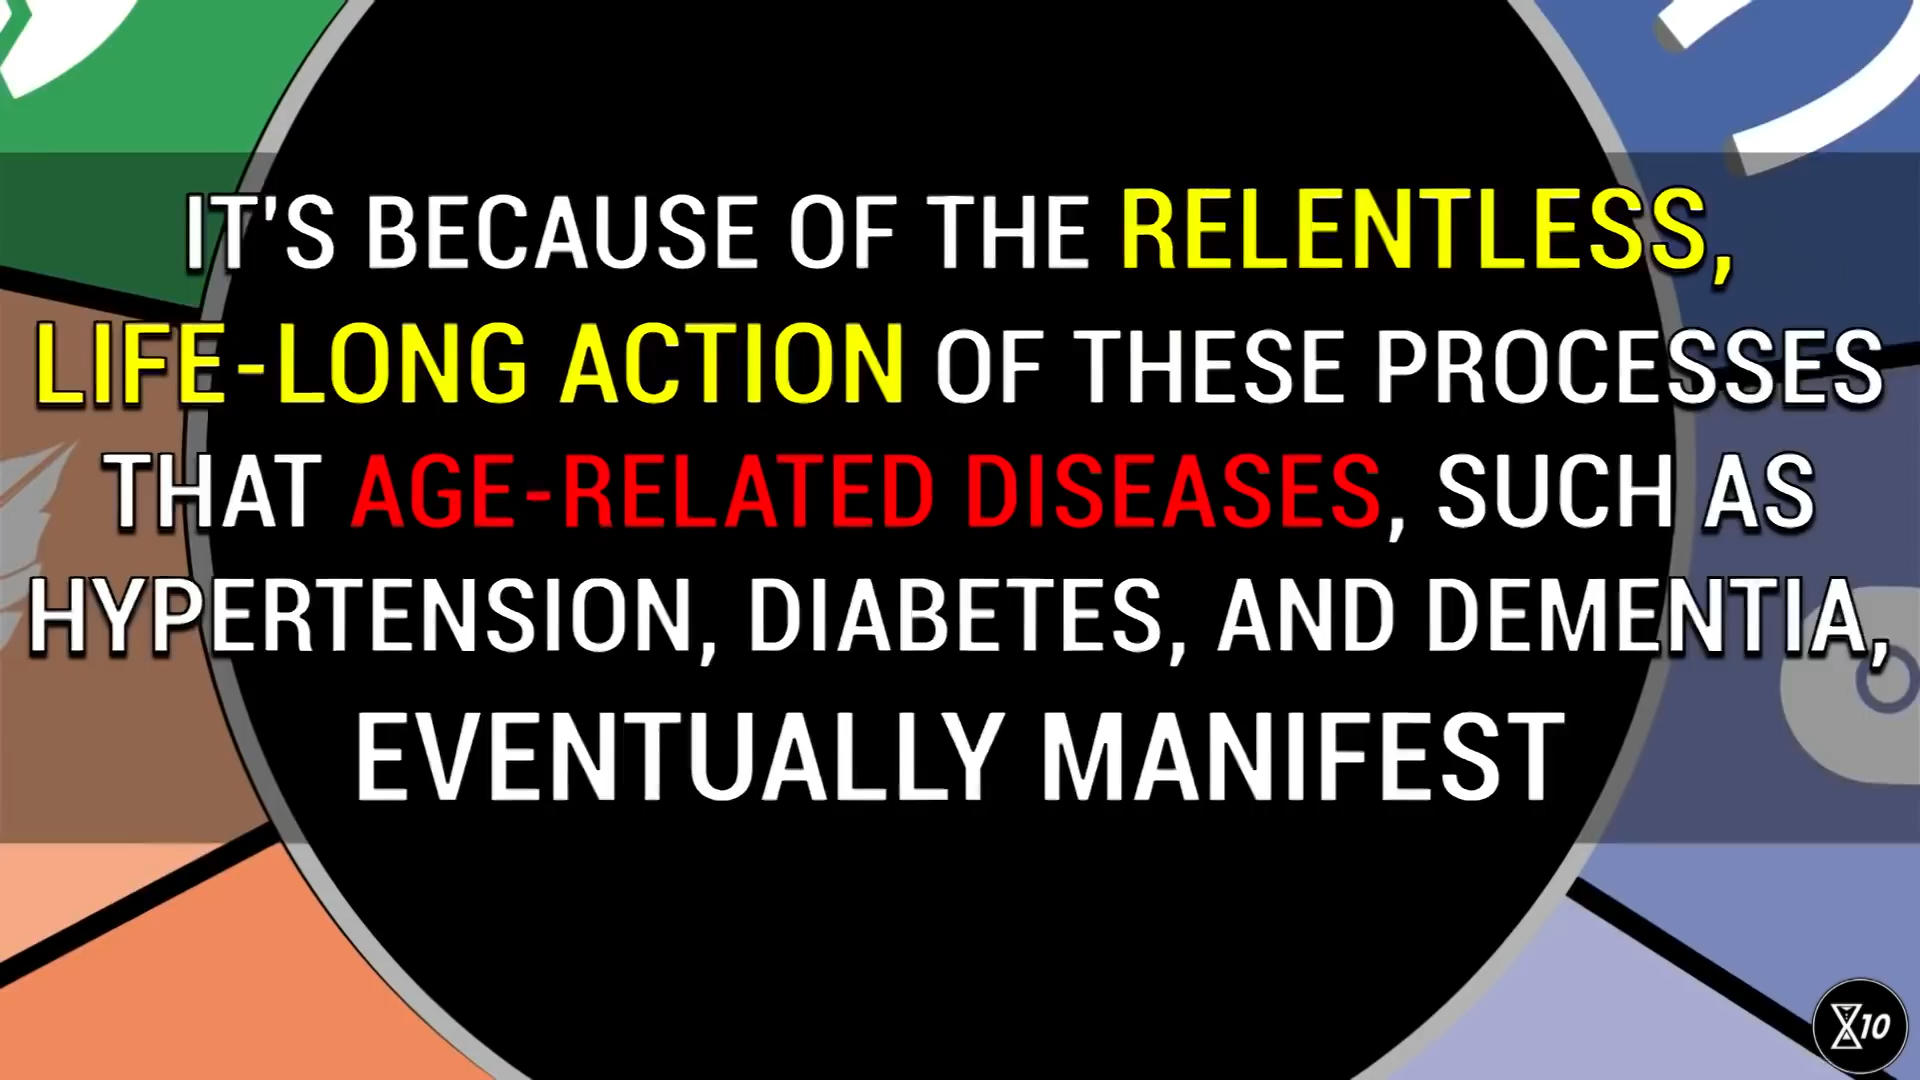 IT'S BECAUSE OF THE RELENTLESS,
LIFE-LONG ACTION OF THESE PROCESSES
THAT AGE-RELATED DISEASES, SUCH AS
HYPERTENSION, DIABETES, AND DEMENTIA,
EVENTUALLY MANIFEST
10